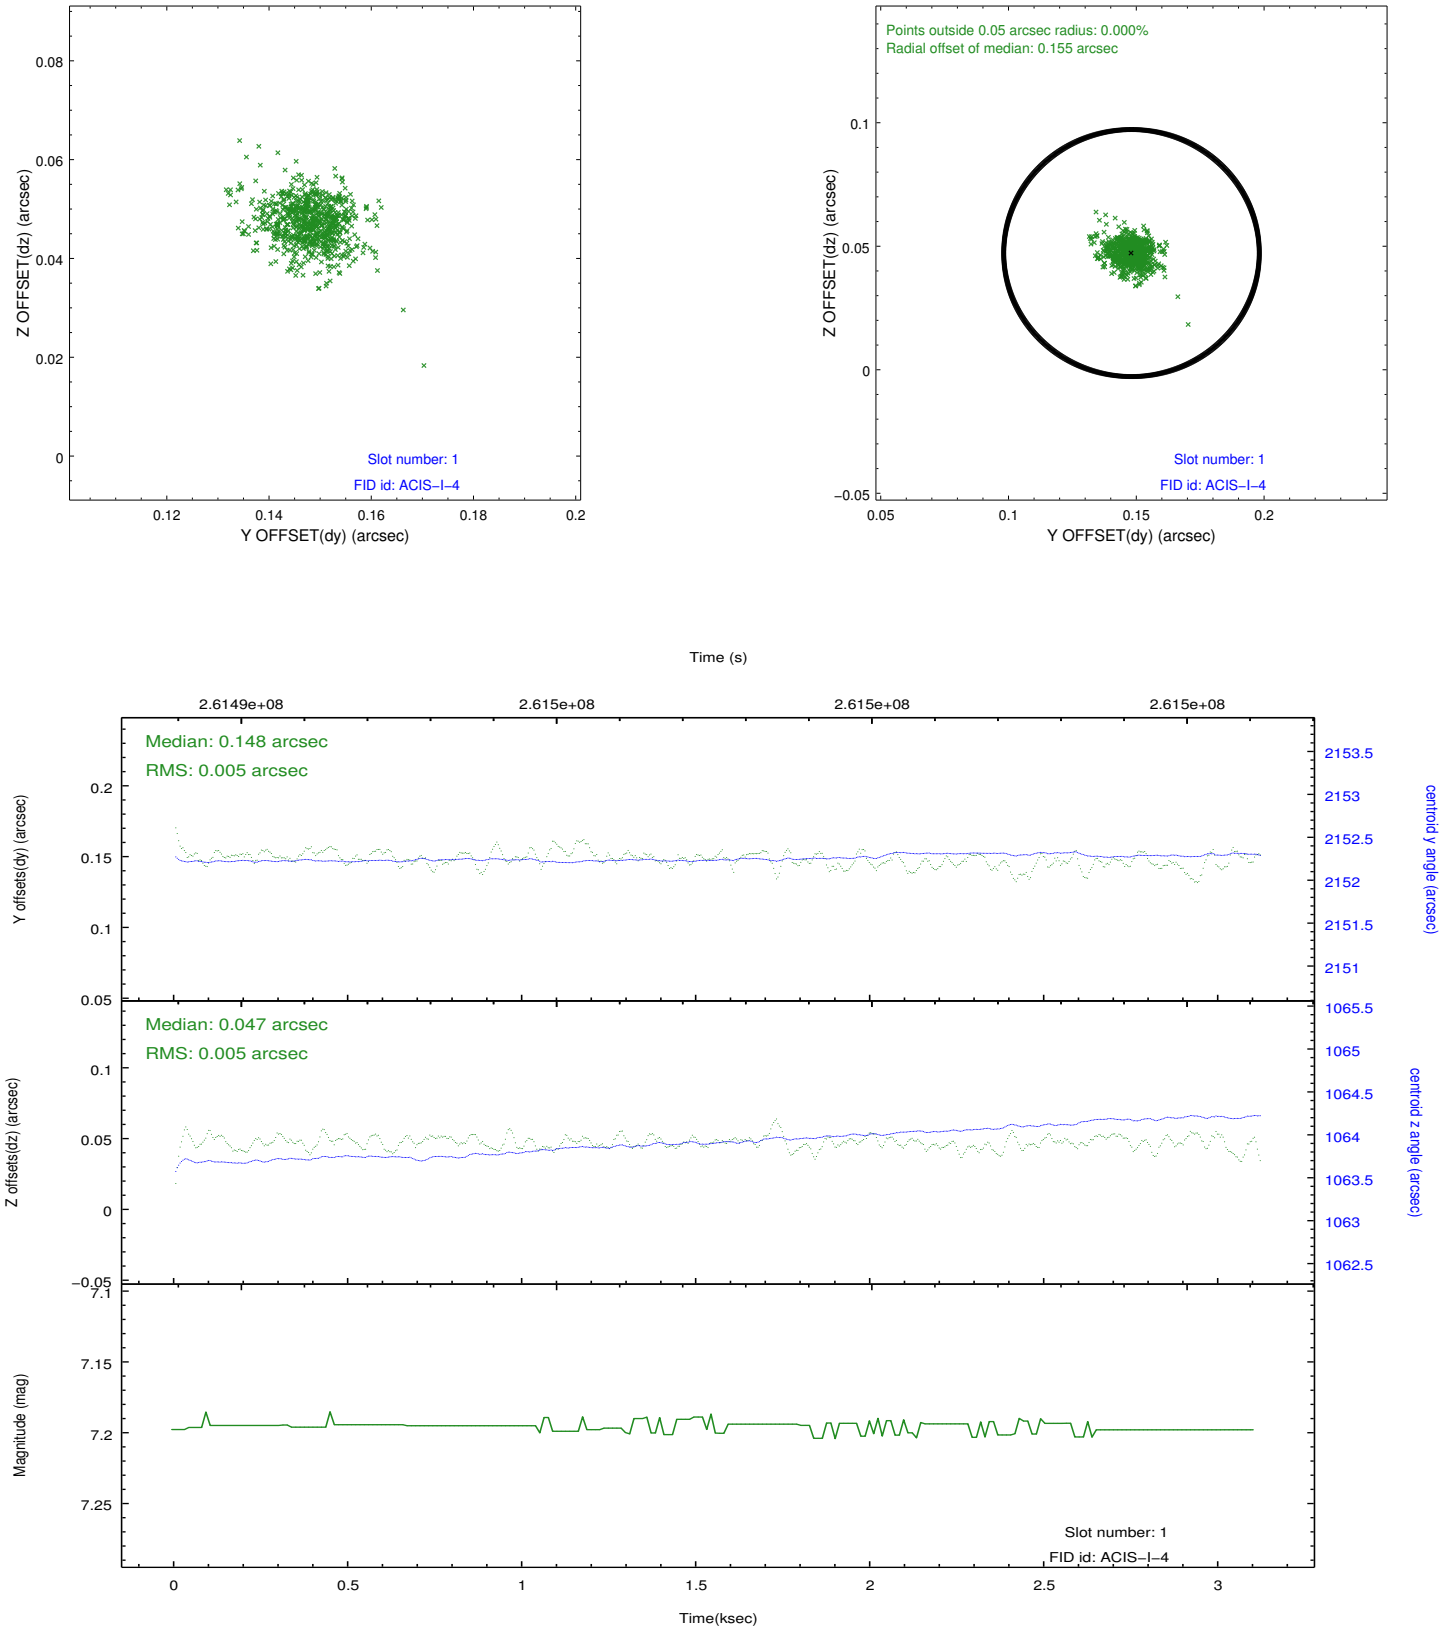 0.08
0.06
0.04
0.02
0
Z OFFSET(dz) (arcsec)
Slot number: 1
FID id: ACIS−I−4
0.12 0.14 0.16 0.18 0.2
Y OFFSET(dy) (arcsec)
Points outside 0.05 arcsec radius: 0.000%
Radial offset of median: 0.155 arcsec
0.1
0.05
0
−0.05
Z OFFSET(dz) (arcsec)
Slot number: 1
FID id: ACIS−I−4
0.05 0.1 0.15 0.2
Y OFFSET(dy) (arcsec)
Time (s)
2.6149e+08 2.615e+08 2.615e+08 2.615e+08
Median: 0.148 arcsec
RMS: 0.005 arcsec
0.2
0.15
0.1
0.05
Y offsets(dy) (arcsec)
2153.5
2153
2152.5
2152
2151.5
2151
centroid y angle (arcsec)
Median: 0.047 arcsec
RMS: 0.005 arcsec
0.1
0.05
0
−0.05
Z offsets(dz) (arcsec)
1065.5
1065
1064.5
1064
1063.5
1063
1062.5
centroid z angle (arcsec)
7.1
7.15
7.2
7.25
Magnitude (mag)
Slot number: 1
FID id: ACIS−I−4
0 0.5 1 1.5 2 2.5 3
Time(ksec)